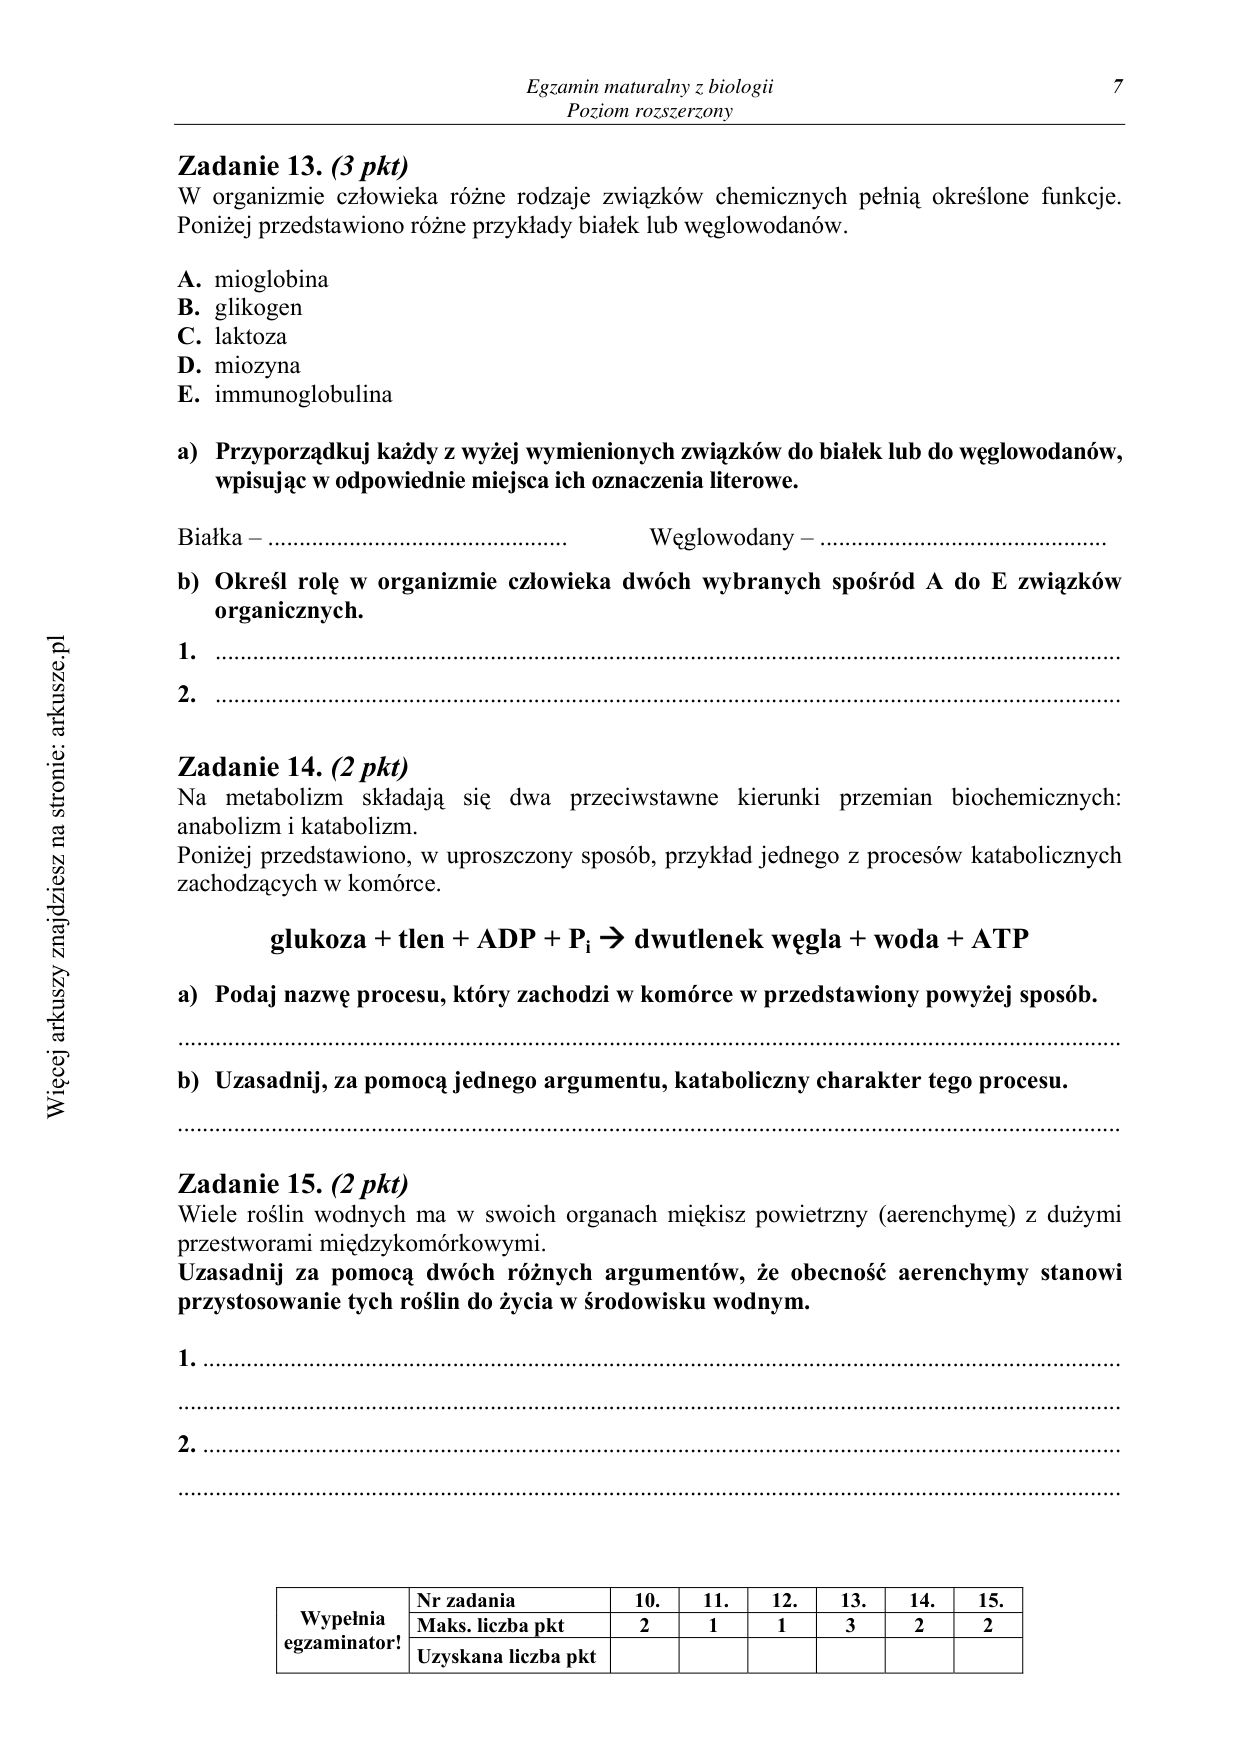 Egzamin maturalny z biologii 7
Poziom rozszerzony
Zadanie 13. (3 pkt)
W organizmie człowieka różne rodzaje związków chemicznych pełnią określone funkcje.
Poniżej przedstawiono różne przykłady białek lub węglowodanów.
A. mioglobina
B. glikogen
C. laktoza
D. miozyna
E. immunoglobulina
a) Przyporządkuj każdy z wyżej wymienionych związków do białek lub do węglowodanów,
wpisując w odpowiednie miejsca ich oznaczenia literowe.
Białka – ................................................ Węglowodany – ..............................................
b) Określ rolę w organizmie człowieka dwóch wybranych spośród A do E związków
organicznych.
1. .................................................................................................................................................
2. .................................................................................................................................................
Zadanie 14. (2 pkt)
Na metabolizm składają się dwa przeciwstawne kierunki przemian biochemicznych:
anabolizm i katabolizm.
Poniżej przedstawiono, w uproszczony sposób, przykład jednego z procesów katabolicznych
zachodzących w komórce.
glukoza + tlen + ADP + Pi → dwutlenek węgla + woda + ATP
a) Podaj nazwę procesu, który zachodzi w komórce w przedstawiony powyżej sposób.
.......................................................................................................................................................
b) Uzasadnij, za pomocą jednego argumentu, kataboliczny charakter tego procesu.
.......................................................................................................................................................
Zadanie 15. (2 pkt)
Wiele roślin wodnych ma w swoich organach miękisz powietrzny (aerenchymę) z dużymi
przestworami międzykomórkowymi.
Uzasadnij za pomocą dwóch różnych argumentów, że obecność aerenchymy stanowi
przystosowanie tych roślin do życia w środowisku wodnym.
1. ...................................................................................................................................................
.......................................................................................................................................................
2. ...................................................................................................................................................
.......................................................................................................................................................
Wypełnia
egzaminator!
Nr zadania 10. 11. 12. 13. 14. 15.
Maks. liczba pkt 2 1 1 3 2 2
Uzyskana liczba pkt
Więcej arkuszy znajdziesz na stronie: arkusze.pl